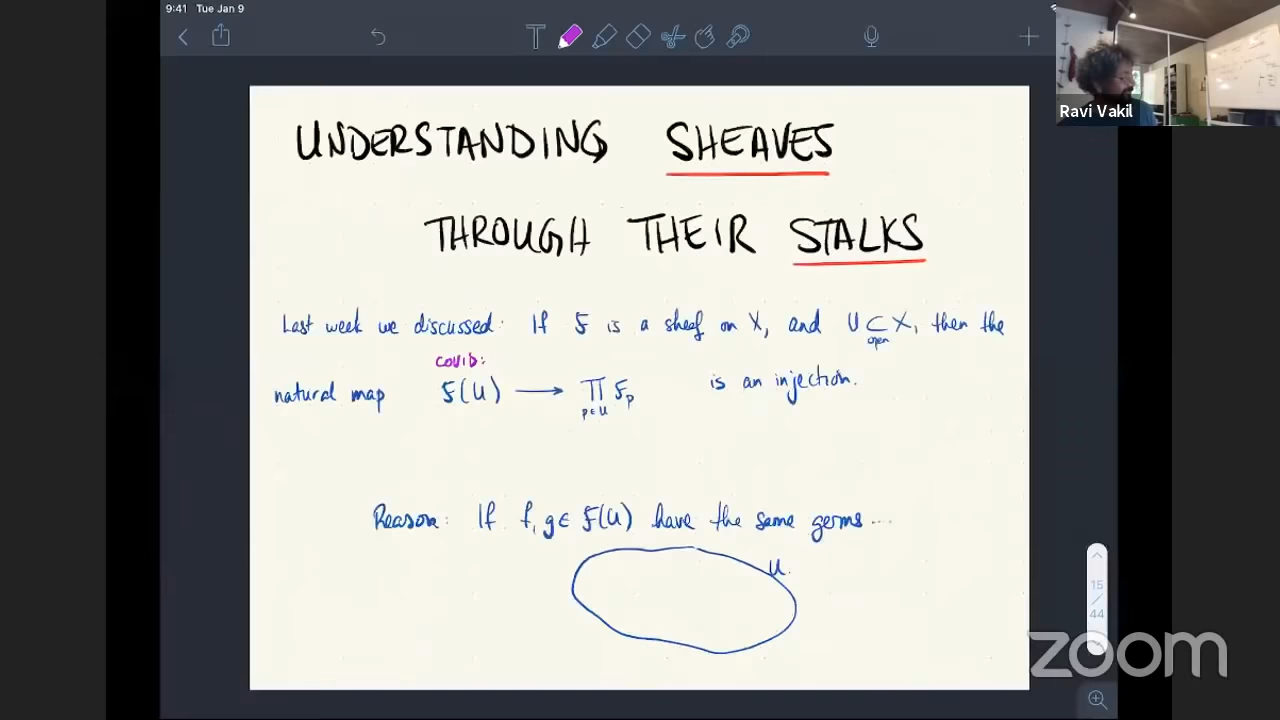 9:41 Tue Jan 9
Ravi Vakil
UNDERSTANDING SHEAVES
THROUGH THEIR STALKS
Last week we discussed: If F is a sheaf on X, and U ⊂ X, then the
open
COVID:
natural map F(U) ⟶ ∏ F_p is an injection.
p∈U
Reason: If f, g ∈ F(U) have the same germs ...
U.
15
/
44
zoom